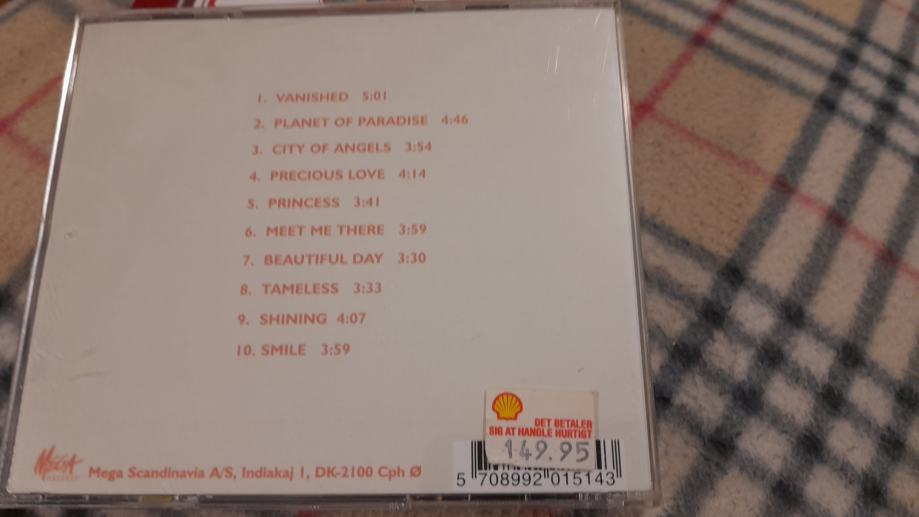 1. VANISHED 5:01
2. PLANET OF PARADISE 4:46
3. CITY OF ANGELS 3:54
4. PRECIOUS LOVE 4:14
5. PRINCESS 3:41
6. MEET ME THERE 3:59
7. BEAUTIFUL DAY 3:30
8. TAMELESS 3:33
9. SHINING 4:07
10. SMILE 3:59
DET BETALER
SIG AT HANDLE HURTIGT
149.95
MEGA
RECORDS
Mega Scandinavia A/S, Indiakaj 1, DK-2100 Cph Ø
5 708992 015143